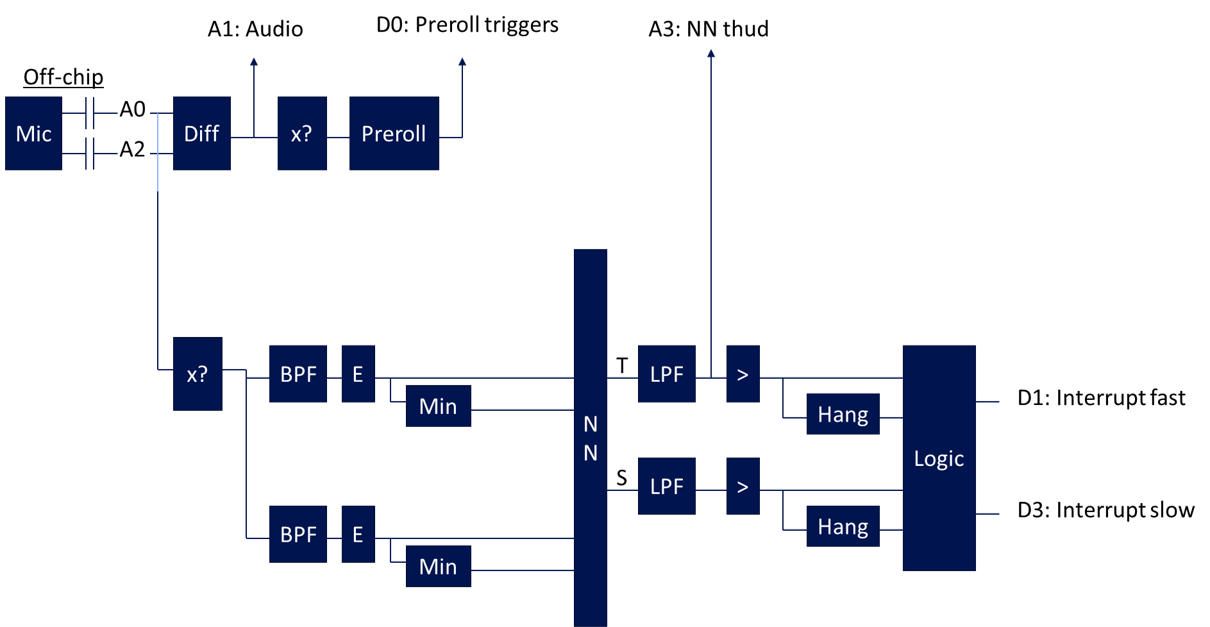 A1: Audio
D0: Preroll triggers
A3: NN thud
Off-chip
Mic
A0
A2
Diff
x?
Preroll
x?
BPF
E
Min
BPF
E
Min
N
N
T
LPF
>
Hang
S
LPF
>
Hang
Logic
D1: Interrupt fast
D3: Interrupt slow